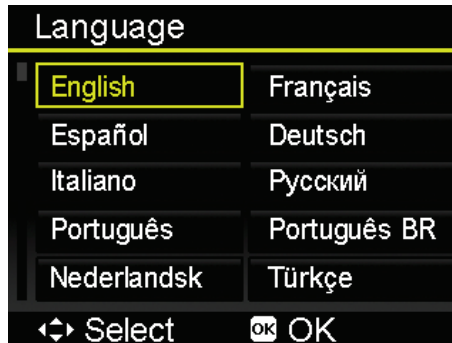 Language
English Français
Español Deutsch
Italiano Русский
Português Português BR
Nederlandsk Türkçe
Select OK OK